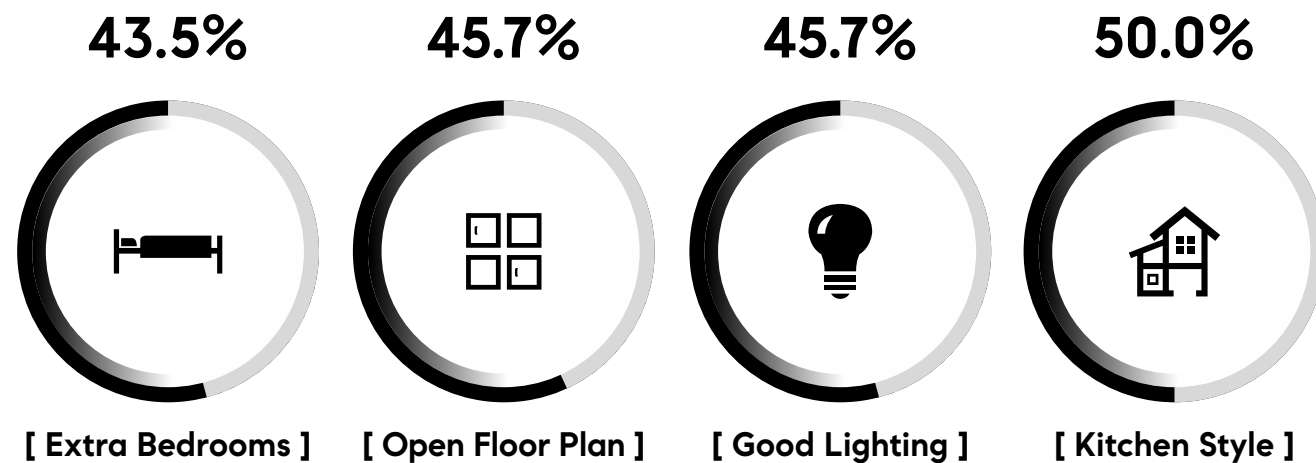 43.5% 45.7% 45.7% 50.0%
[ Extra Bedrooms ] [ Open Floor Plan ] [ Good Lighting ] [ Kitchen Style ]